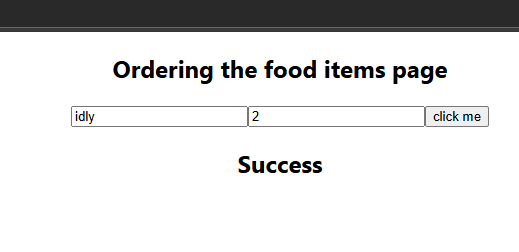 Ordering the food items page
idly 2 click me
Success